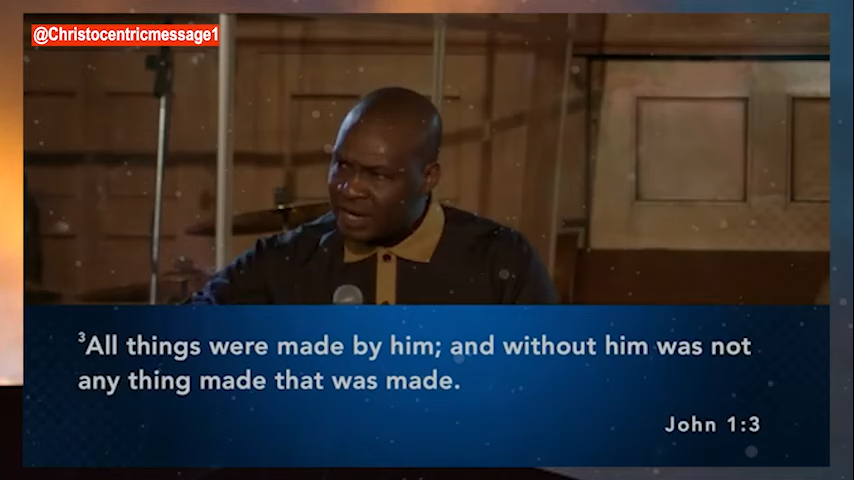 @Christocentricmessage1
³All things were made by him; and without him was not
any thing made that was made.
John 1:3